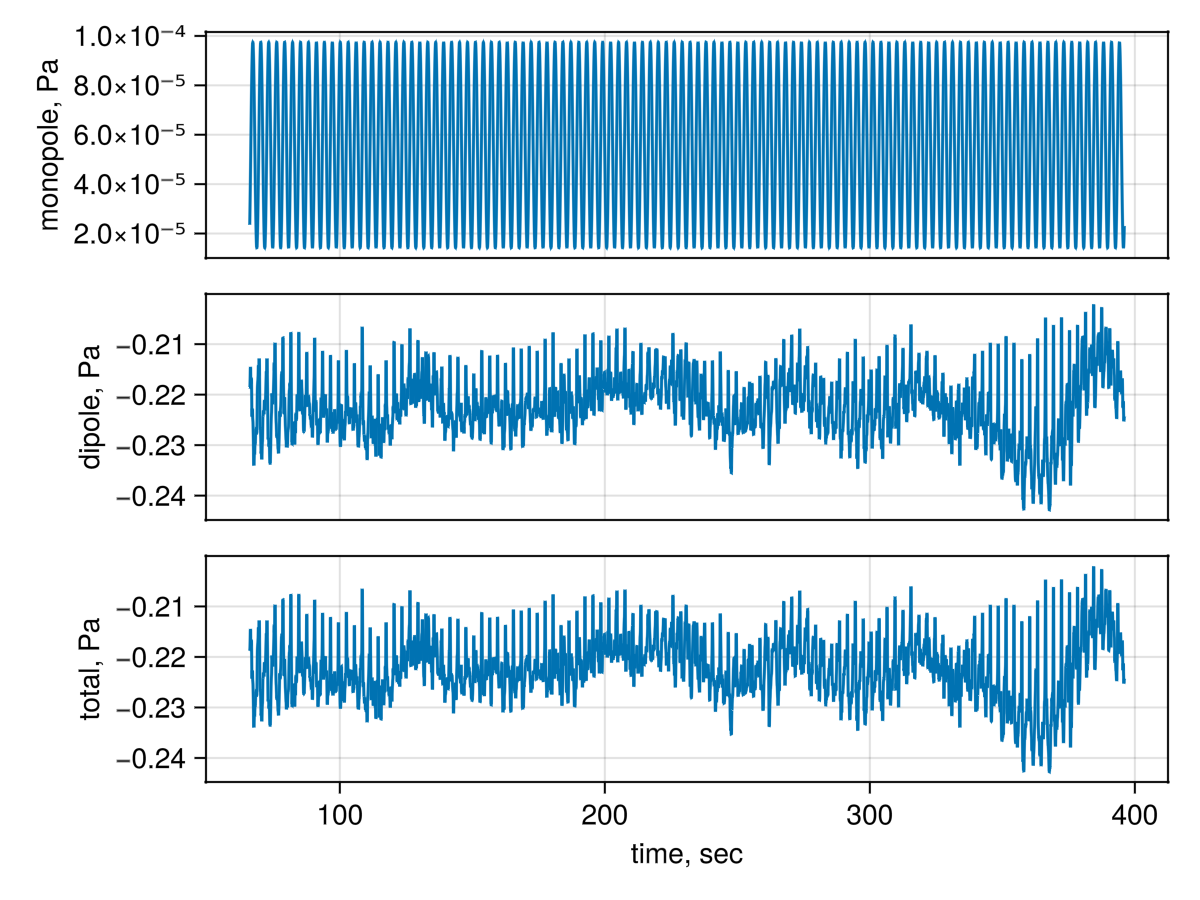 monopole, Pa
1.0×10⁻⁴
8.0×10⁻⁵
6.0×10⁻⁵
4.0×10⁻⁵
2.0×10⁻⁵
dipole, Pa
−0.21
−0.22
−0.23
−0.24
total, Pa
−0.21
−0.22
−0.23
−0.24
100 200 300 400
time, sec